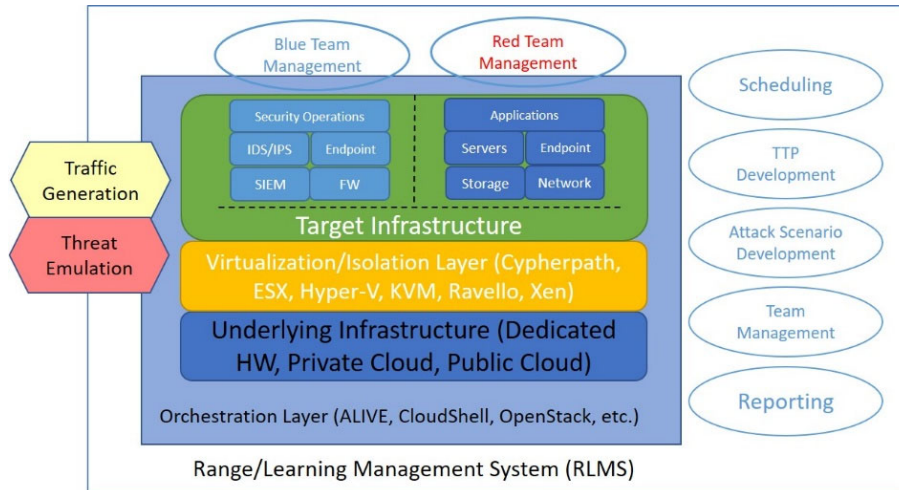 Blue Team
Management
Red Team
Management
Scheduling
Security Operations
Applications
IDS/IPS
Endpoint
Servers
Endpoint
SIEM
FW
Storage
Network
Traffic
Generation
TTP
Development
Target Infrastructure
Threat
Emulation
Attack Scenario
Development
Virtualization/Isolation Layer (Cypherpath,
ESX, Hyper-V, KVM, Ravello, Xen)
Team
Management
Underlying Infrastructure (Dedicated
HW, Private Cloud, Public Cloud)
Reporting
Orchestration Layer (ALIVE, CloudShell, OpenStack, etc.)
Range/Learning Management System (RLMS)